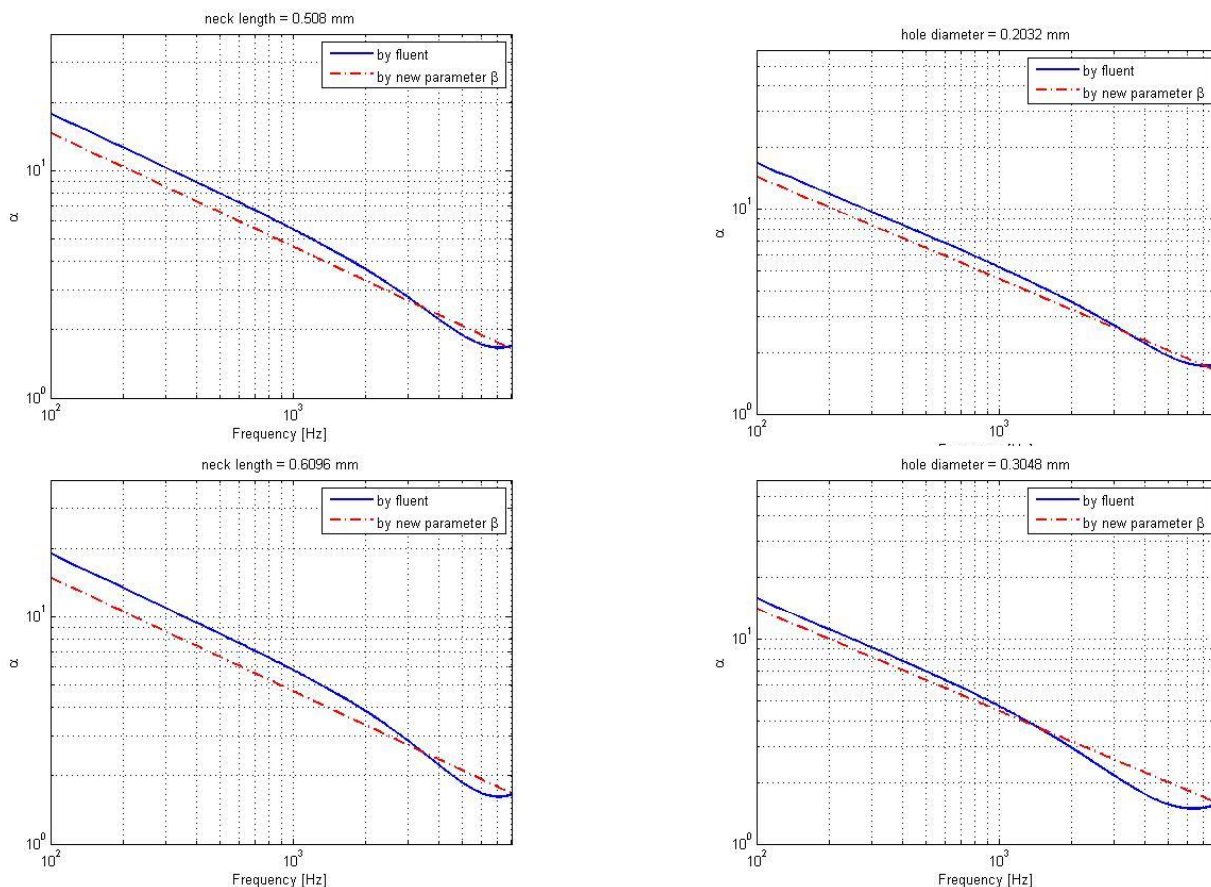 neck length = 0.508 mm
by fluent
by new parameter β
10¹
α
10⁰
10²
10³
Frequency [Hz]
hole diameter = 0.2032 mm
by fluent
by new parameter β
10¹
α
10⁰
10²
10³
neck length = 0.6096 mm
by fluent
by new parameter β
10¹
α
10⁰
10²
10³
Frequency [Hz]
hole diameter = 0.3048 mm
by fluent
by new parameter β
10¹
α
10⁰
10²
10³
Frequency [Hz]